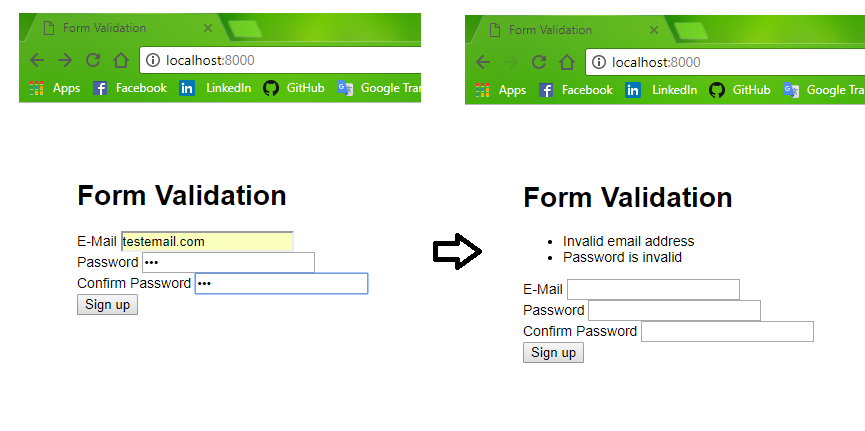 Form Validation
localhost:8000
Apps Facebook LinkedIn GitHub Google Tra
Form Validation
E-Mail testemail.com
Password •••
Confirm Password •••
Sign up
Form Validation
localhost:8000
Apps Facebook LinkedIn GitHub Google Tran
Form Validation
• Invalid email address
• Password is invalid
E-Mail
Password
Confirm Password
Sign up